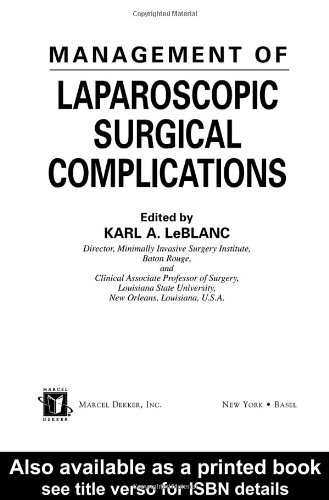 MANAGEMENT OF
LAPAROSCOPIC
SURGICAL
COMPLICATIONS
Edited by
KARL A. LeBLANC
Director, Minimally Invasive Surgery Institute,
Baton Rouge,
and
Clinical Associate Professor of Surgery,
Louisiana State University,
New Orleans, Louisiana, U.S.A.
MARCEL
DEKKER
MARCEL DEKKER, INC.
NEW YORK • BASEL
Also available as a printed book
see title verso for ISBN details
Copyrighted Material